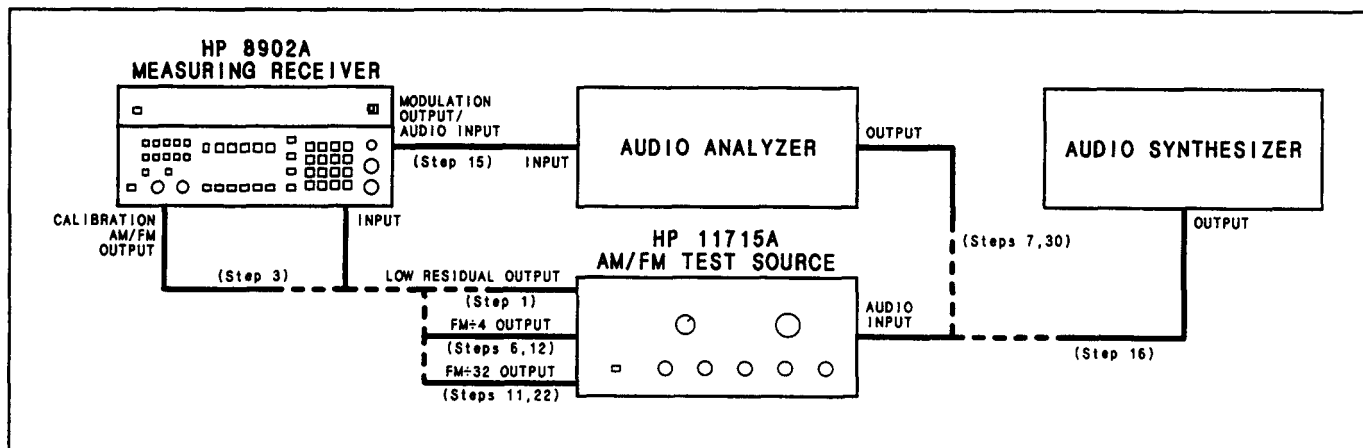 HP 8902A
MEASURING RECEIVER
MODULATION
OUTPUT/
AUDIO INPUT
(Step 15)
INPUT
AUDIO ANALYZER
OUTPUT
AUDIO SYNTHESIZER
CALIBRATION
AM/FM
OUTPUT
INPUT
OUTPUT
(Steps 7,30)
HP 11715A
AM/FM TEST SOURCE
(Step 3)
LOW RESIDUAL OUTPUT
(Step 1)
FM÷4 OUTPUT
(Steps 6,12)
FM÷32 OUTPUT
(Steps 11,22)
AUDIO
INPUT
(Step 16)